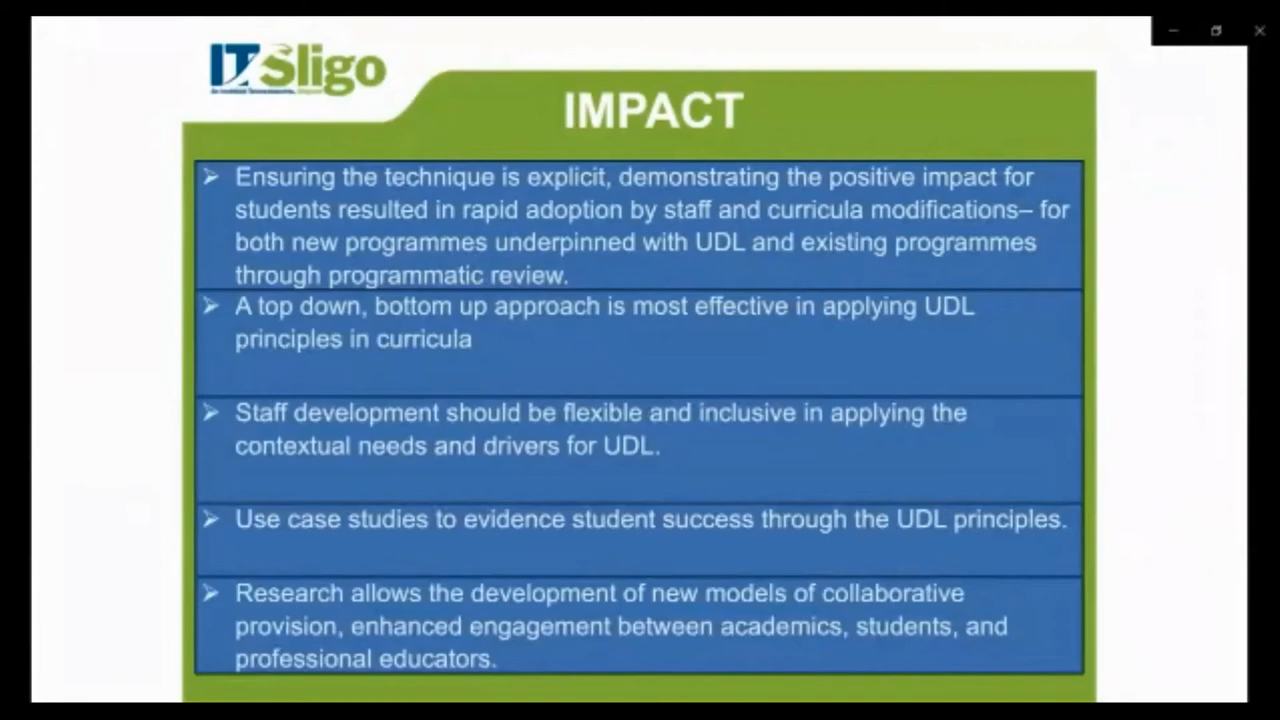 IT Sligo
IMPACT
➢ Ensuring the technique is explicit, demonstrating the positive impact for
students resulted in rapid adoption by staff and curricula modifications– for
both new programmes underpinned with UDL and existing programmes
through programmatic review.
➢ A top down, bottom up approach is most effective in applying UDL
principles in curricula
➢ Staff development should be flexible and inclusive in applying the
contextual needs and drivers for UDL.
➢ Use case studies to evidence student success through the UDL principles.
➢ Research allows the development of new models of collaborative
provision, enhanced engagement between academics, students, and
professional educators.